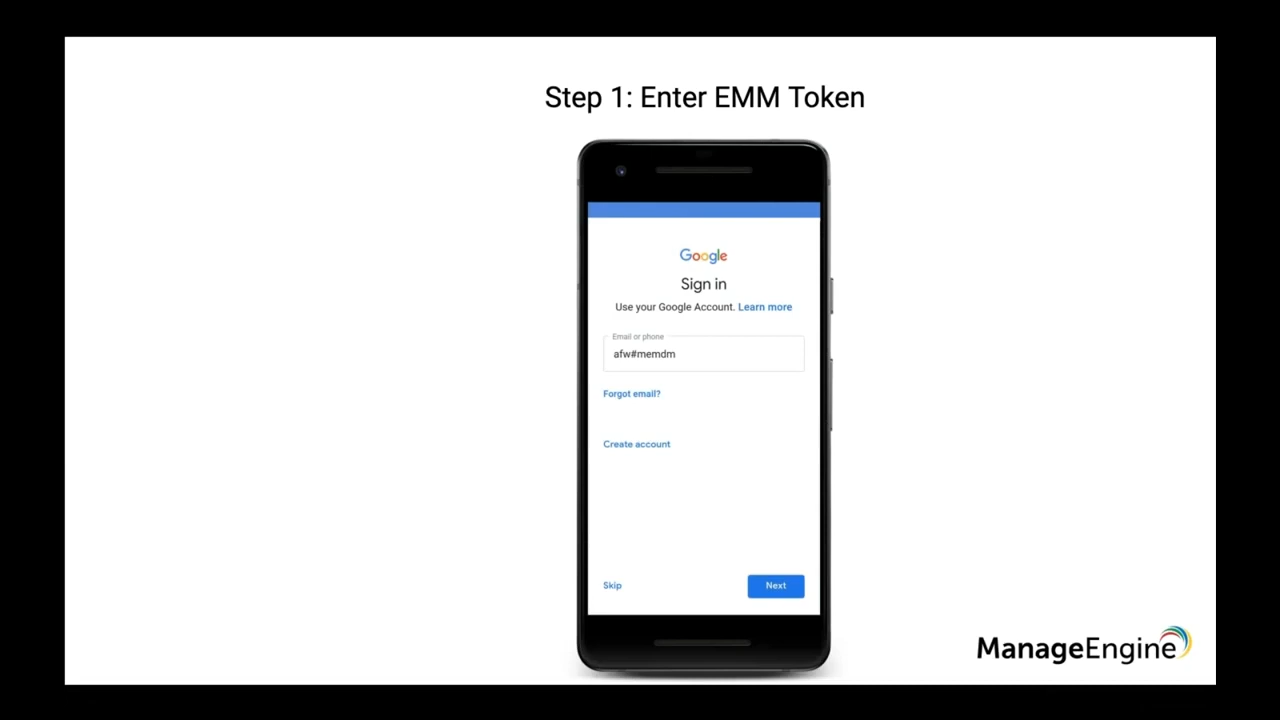 Step 1: Enter EMM Token
Google
Sign in
Use your Google Account. Learn more
Email or phone
afw#memdm
Forgot email?
Create account
Skip
Next
ManageEngine